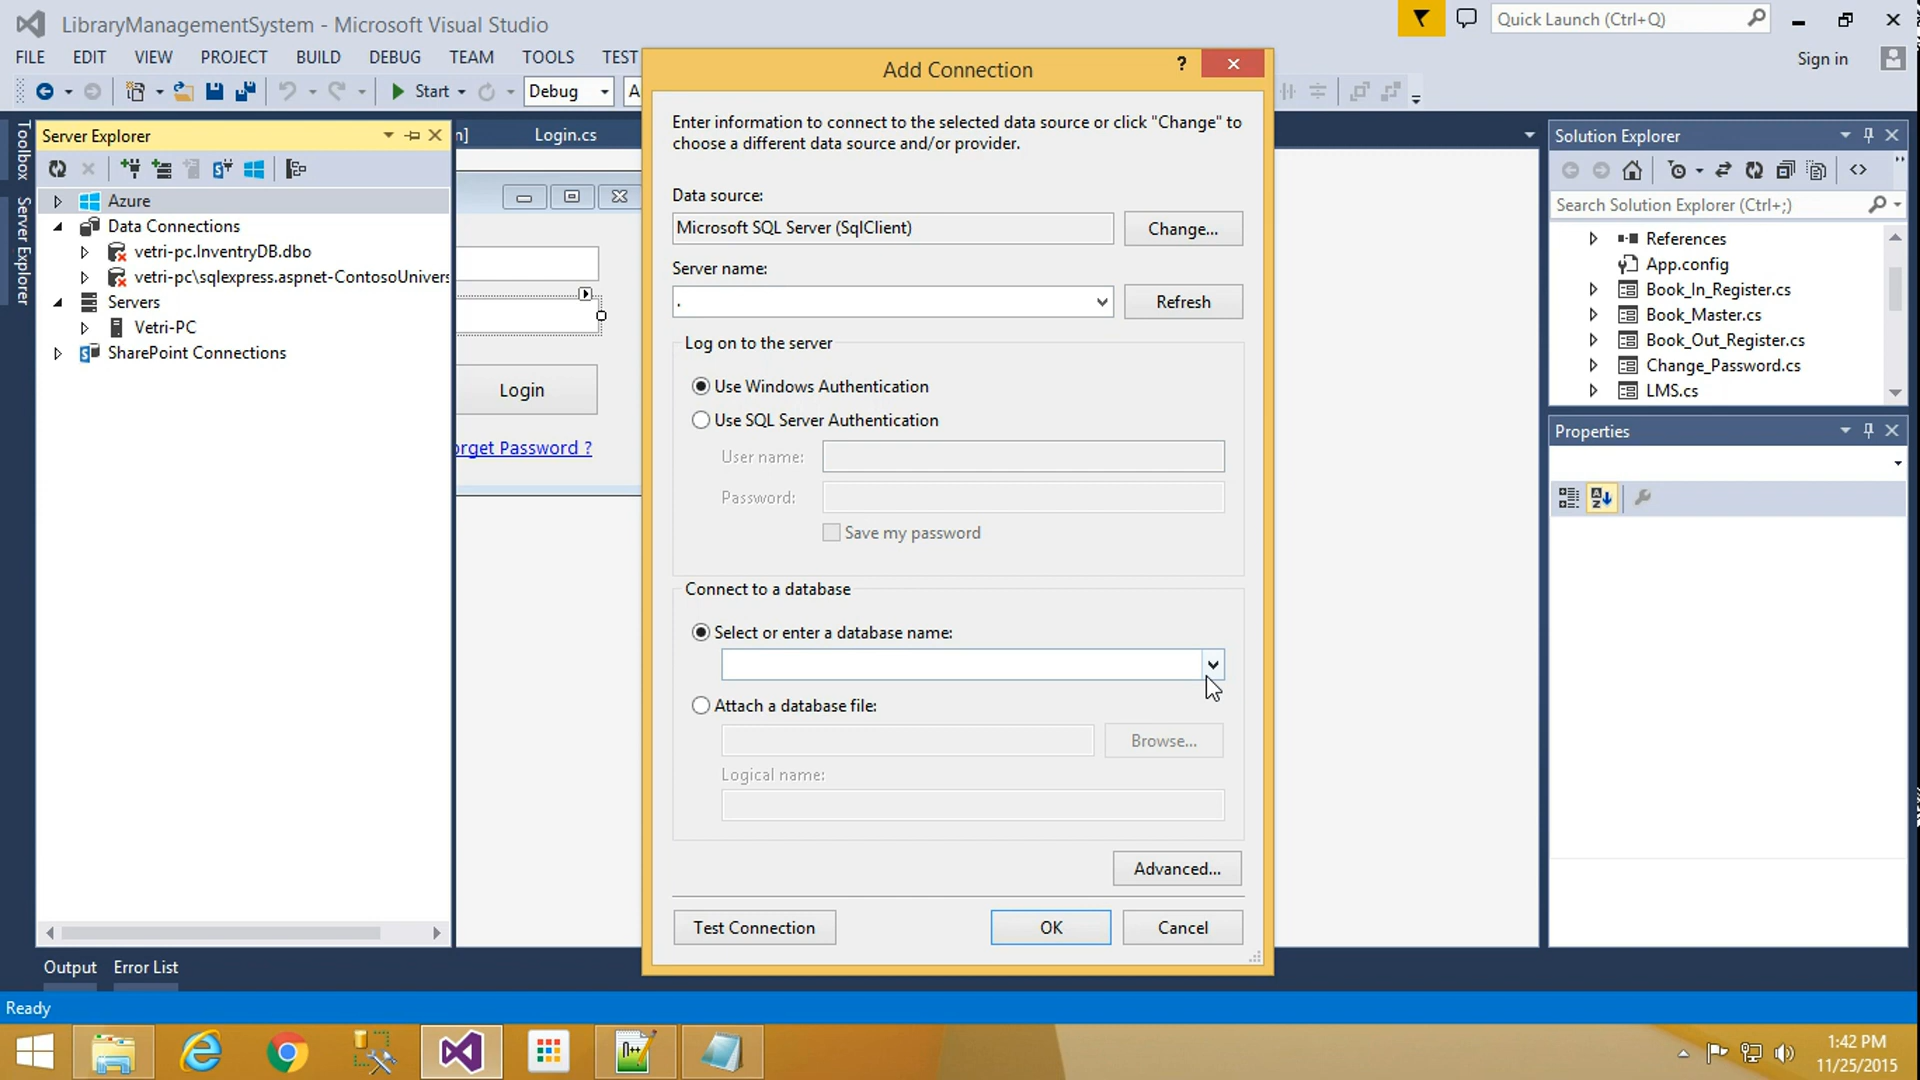 LibraryManagementSystem - Microsoft Visual Studio
Quick Launch (Ctrl+Q)
FILE EDIT VIEW PROJECT BUILD DEBUG TEAM TOOLS TEST
Sign in
Start Debug A
Add Connection
?
Enter information to connect to the selected data source or click "Change" to
choose a different data source and/or provider.
Data source:
Microsoft SQL Server (SqlClient)
Change...
Server name:
.
Refresh
Log on to the server
Use Windows Authentication
Use SQL Server Authentication
User name:
Password:
Save my password
Connect to a database
Select or enter a database name:
Attach a database file:
Browse...
Logical name:
Advanced...
Test Connection
OK
Cancel
Toolbox
Server Explorer
Server Explorer
Azure
Data Connections
vetri-pc.InventryDB.dbo
vetri-pc\sqlexpress.aspnet-ContosoUnivers
Servers
Vetri-PC
SharePoint Connections
n]
Login.cs
Login
orget Password ?
Solution Explorer
Search Solution Explorer (Ctrl+;)
References
App.config
Book_In_Register.cs
Book_Master.cs
Book_Out_Register.cs
Change_Password.cs
LMS.cs
Properties
Output Error List
Ready
n++
1:42 PM
11/25/2015